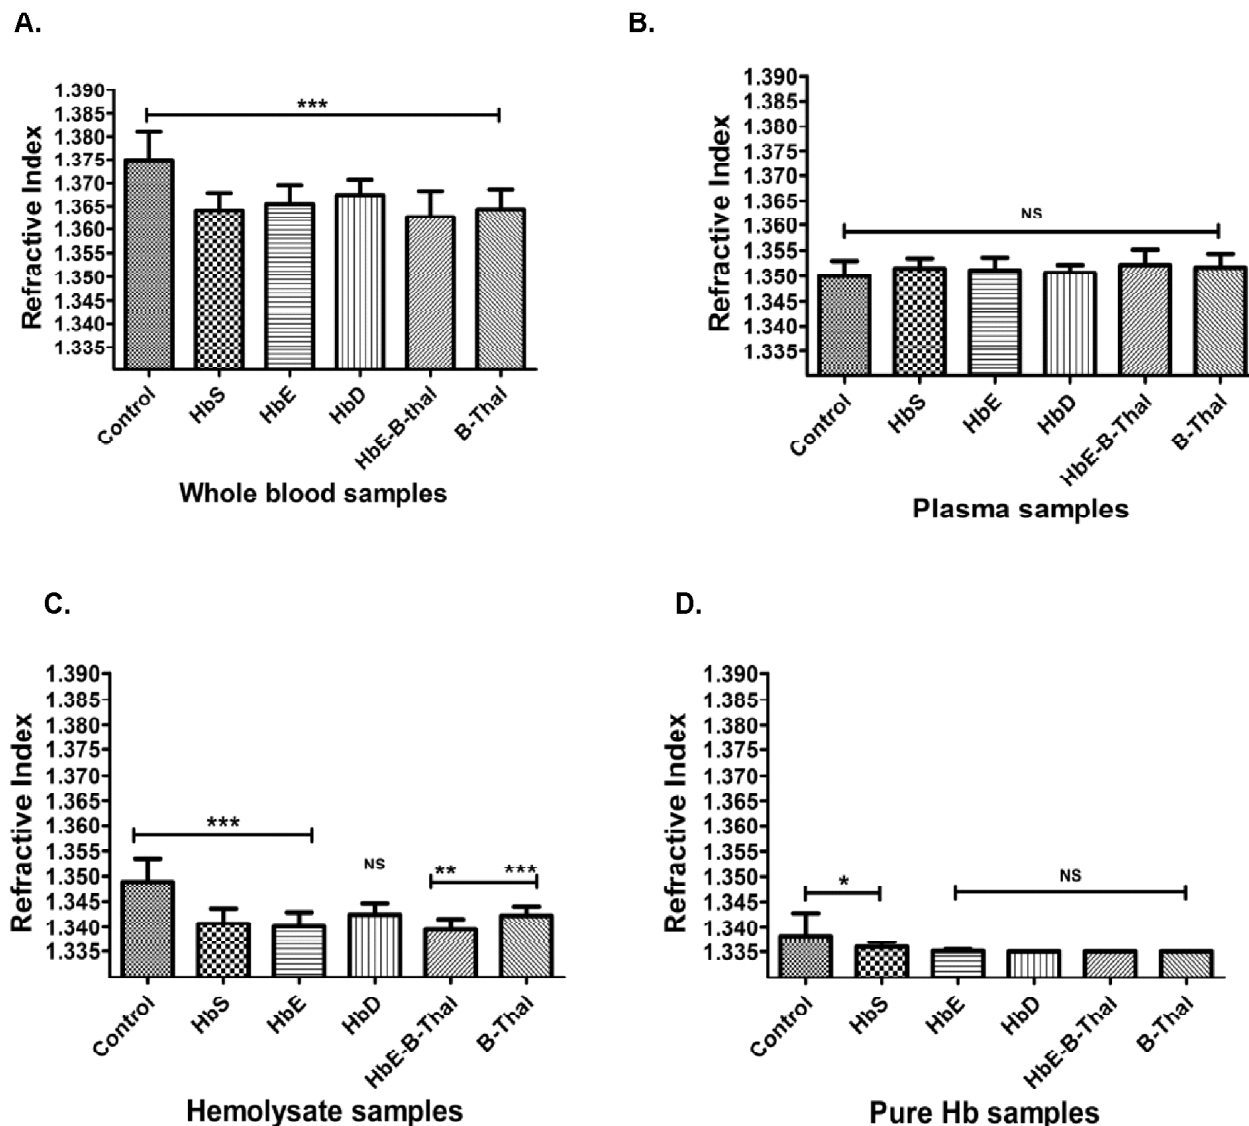 A.
Refractive Index
1.390
1.385
1.380
1.375
1.370
1.365
1.360
1.355
1.350
1.345
1.340
1.335
***
Control
HbS
HbE
HbD
HbE-B-thal
B-Thal
Whole blood samples
B.
Refractive Index
1.390
1.385
1.380
1.375
1.370
1.365
1.360
1.355
1.350
1.345
1.340
1.335
NS
Control
HbS
HbE
HbD
HbE-B-Thal
B-Thal
Plasma samples
C.
Refractive Index
1.390
1.385
1.380
1.375
1.370
1.365
1.360
1.355
1.350
1.345
1.340
1.335
***
NS
** ***
Control
HbS
HbE
HbD
HbE-B-Thal
B-Thal
Hemolysate samples
D.
Refractive Index
1.390
1.385
1.380
1.375
1.370
1.365
1.360
1.355
1.350
1.345
1.340
1.335
*
NS
Control
HbS
HbE
HbD
HbE-B-Thal
B-Thal
Pure Hb samples